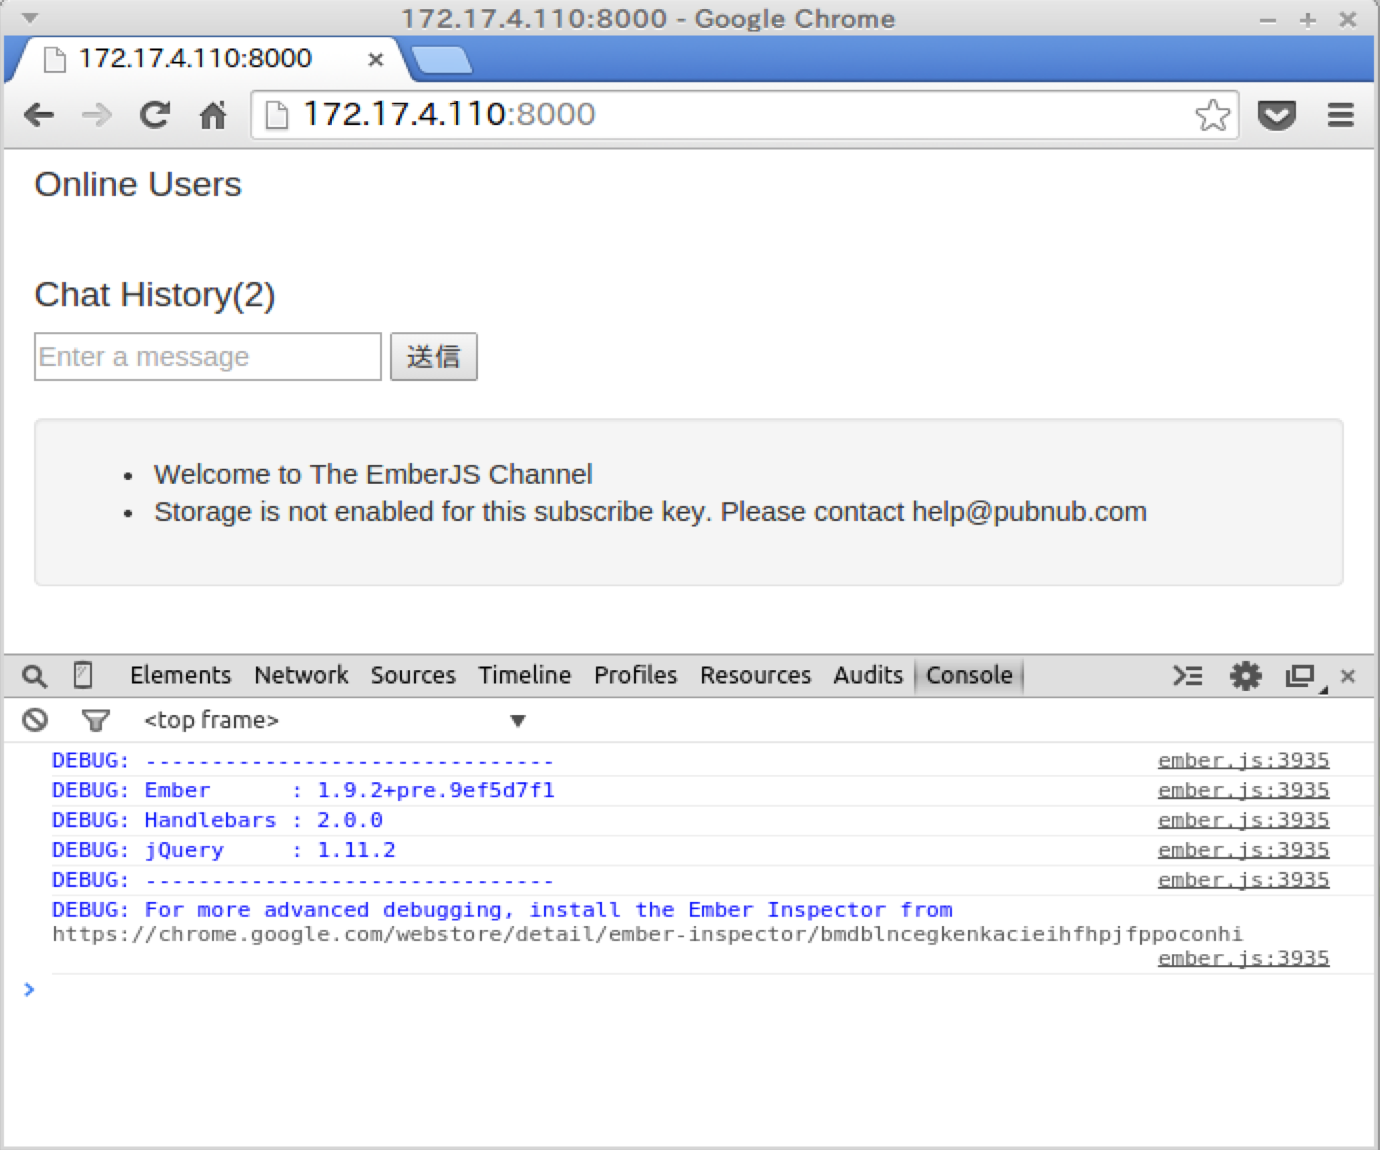 172.17.4.110:8000 - Google Chrome
172.17.4.110:8000
172.17.4.110:8000
Online Users
Chat History(2)
Enter a message 送信
• Welcome to The EmberJS Channel
• Storage is not enabled for this subscribe key. Please contact help@pubnub.com
Elements Network Sources Timeline Profiles Resources Audits Console
<top frame>
DEBUG: ------------------------------- ember.js:3935
DEBUG: Ember      : 1.9.2+pre.9ef5d7f1 ember.js:3935
DEBUG: Handlebars : 2.0.0 ember.js:3935
DEBUG: jQuery     : 1.11.2 ember.js:3935
DEBUG: ------------------------------- ember.js:3935
DEBUG: For more advanced debugging, install the Ember Inspector from
https://chrome.google.com/webstore/detail/ember-inspector/bmdblncegkenkacieihfhpjfppoconhi
ember.js:3935